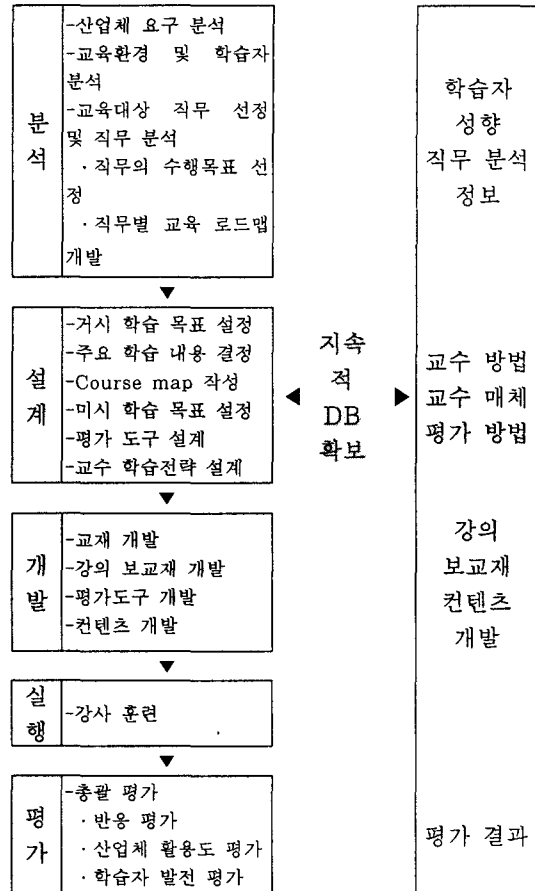 분
석
-산업체 요구 분석
-교육환경 및 학습자
분석
-교육대상 직무 선정
및 직무 분석
· 직무의 수행목표 선
정
· 직무별 교육 로드맵
개발
▼
설
계
-거시 학습 목표 설정
-주요 학습 내용 결정
-Course map 작성
-미시 학습 목표 설정
-평가 도구 설계
-교수 학습전략 설계
▼
개
발
-교재 개발
-강의 보교재 개발
-평가도구 개발
-컨텐츠 개발
▼
실
행
-강사 훈련
▼
평
가
-총괄 평가
· 반응 평가
· 산업체 활용도 평가
· 학습자 발전 평가
◀ ▶
지속
적
DB
확보
학습자
성향
직무 분석
정보
교수 방법
교수 매체
평가 방법
강의
보교재
컨텐츠
개발
평가 결과